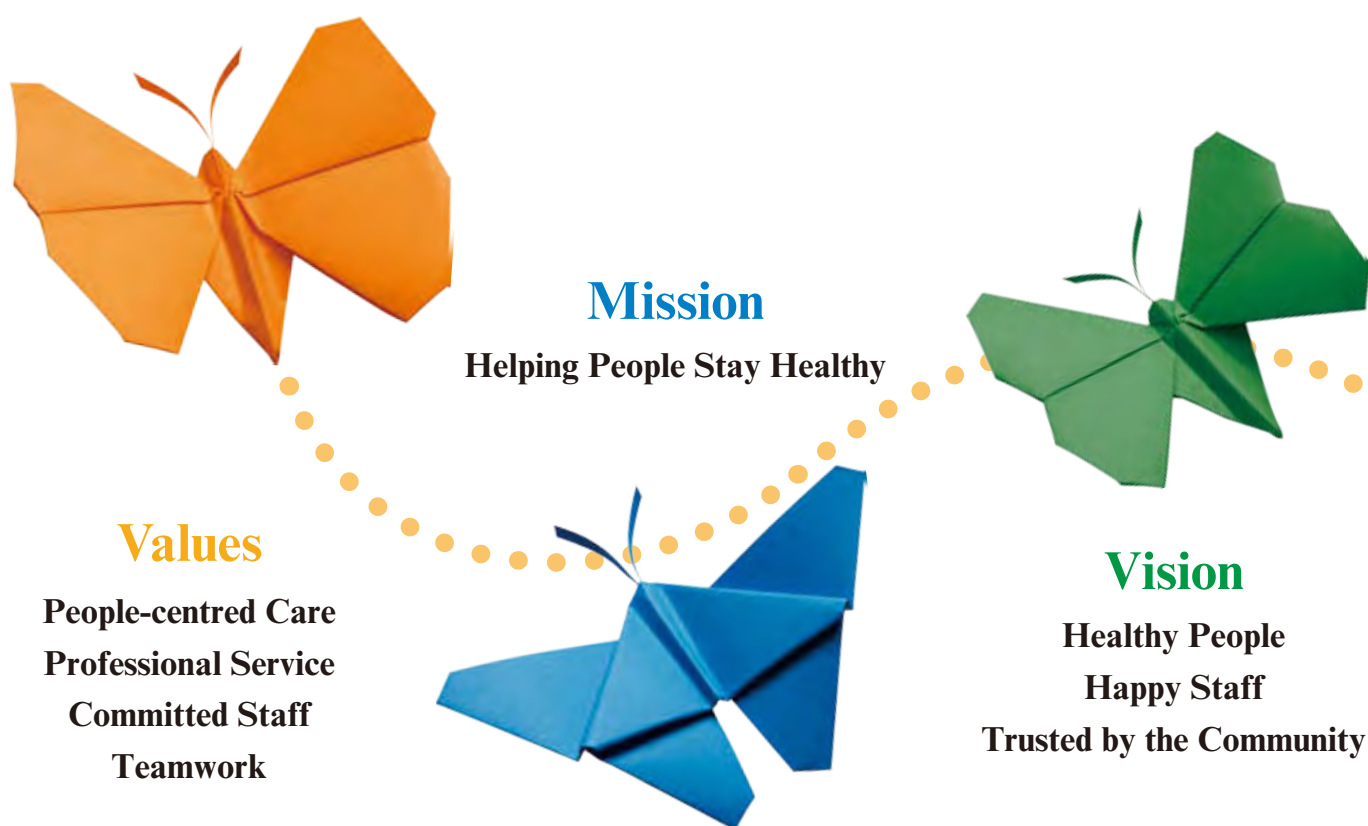 Mission
Helping People Stay Healthy
Values
People-centred Care
Professional Service
Committed Staff
Teamwork
Vision
Healthy People
Happy Staff
Trusted by the Community